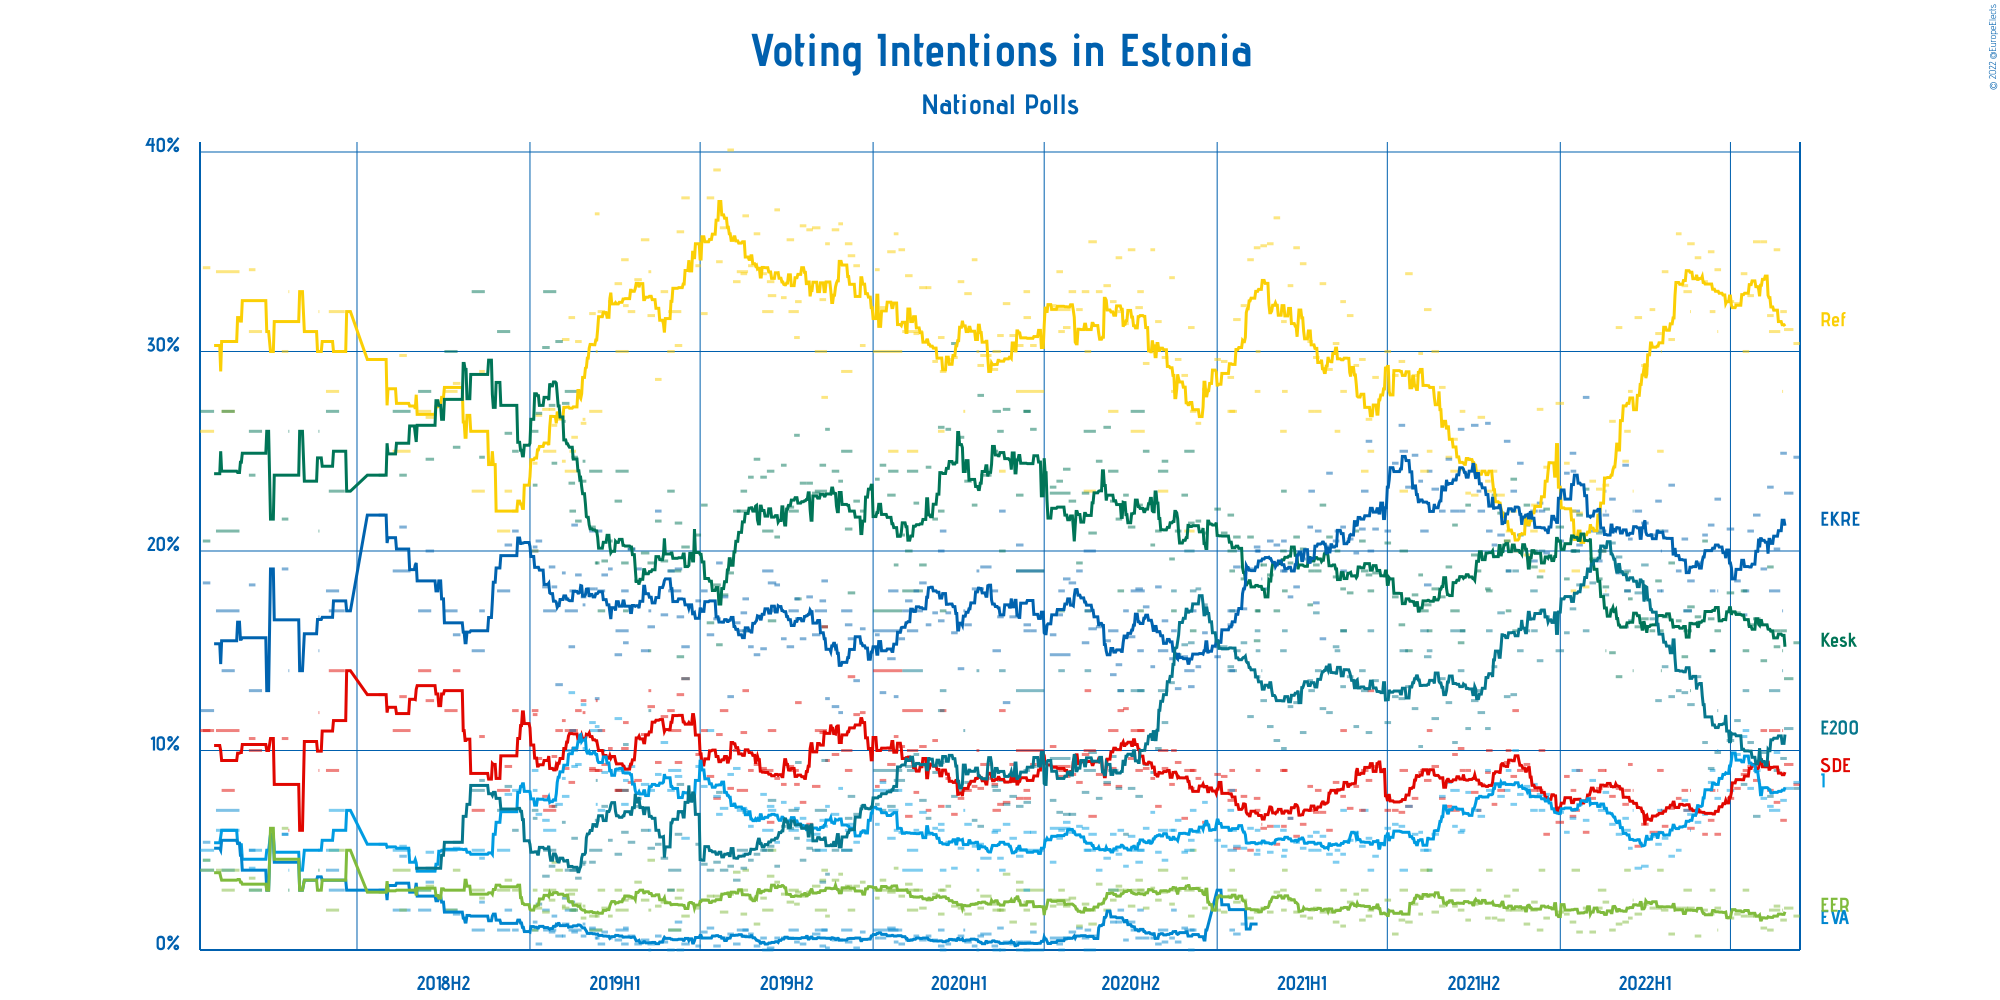 © 2022 @EuropeElects
Voting Intentions in Estonia
National Polls
40%
30%
20%
10%
0%
Ref
EKRE
Kesk
E200
SDE
I
EER
EVA
2018H2
2019H1
2019H2
2020H1
2020H2
2021H1
2021H2
2022H1